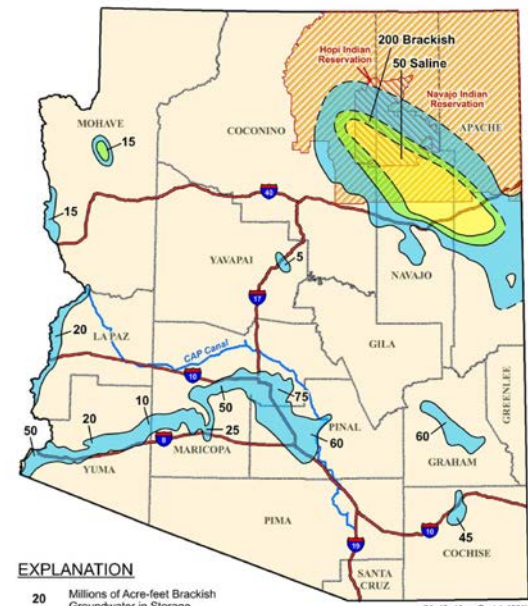 200 Brackish
50 Saline
Hopi Indian
Reservation
Navajo Indian
Reservation
MOHAVE
15
COCONINO
APACHE
15
40
YAVAPAI
5
NAVAJO
17
20
LA PAZ
CAP Canal
GILA
GREENLEE
10
75
50
10
20
50
25
PINAL
60
60
8
MARICOPA
YUMA
GRAHAM
PIMA
10
45
COCHISE
19
SANTA
CRUZ
EXPLANATION
20 Millions of Acre-feet Brackish